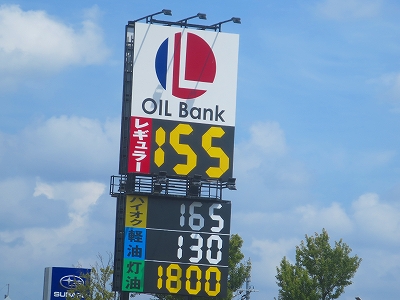 OIL Bank
レギュラー 155
ハイオク 165
軽油 130
灯油 1800
SUBARU